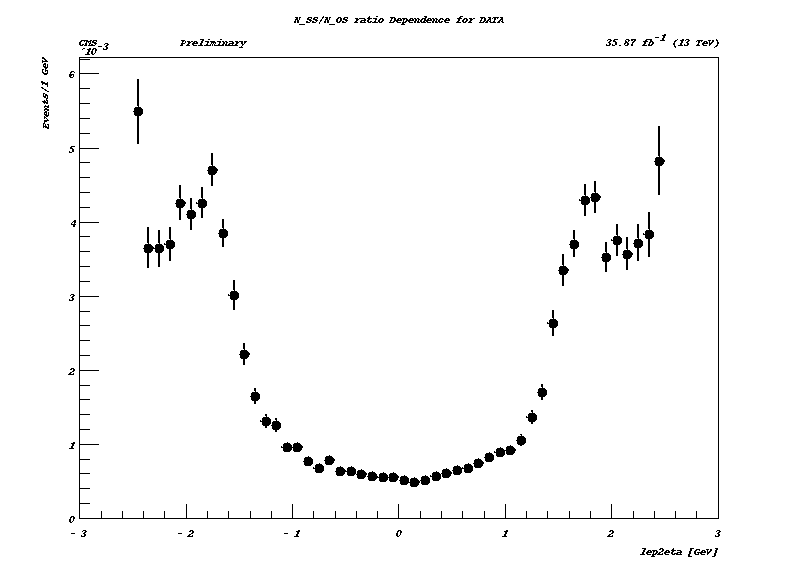 N_SS/N_OS ratio Dependence for DATA
CMS Preliminary 35.87 fb^-1 (13 TeV)
^10^-3
Events/1 GeV
6
5
4
3
2
1
0
-3 -2 -1 0 1 2 3
lep2eta [GeV]